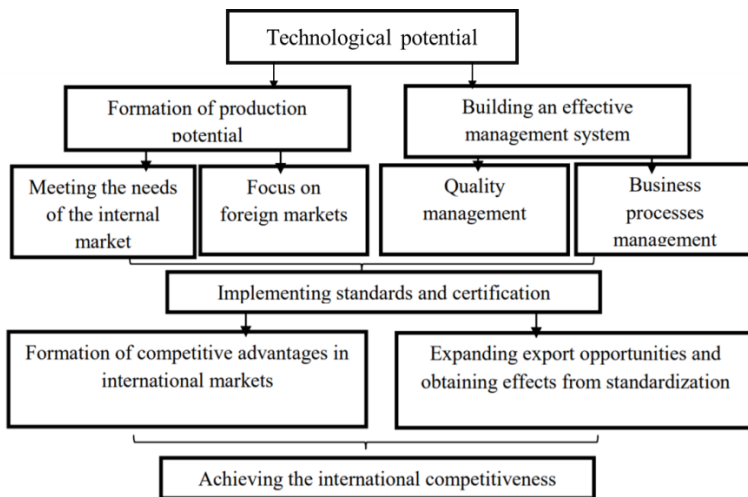 Technological potential
Formation of production
potential
Building an effective
management system
Meeting the needs
of the internal
market
Focus on
foreign markets
Quality
management
Business
processes
management
Implementing standards and certification
Formation of competitive advantages in
international markets
Expanding export opportunities and
obtaining effects from standardization
Achieving the international competitiveness